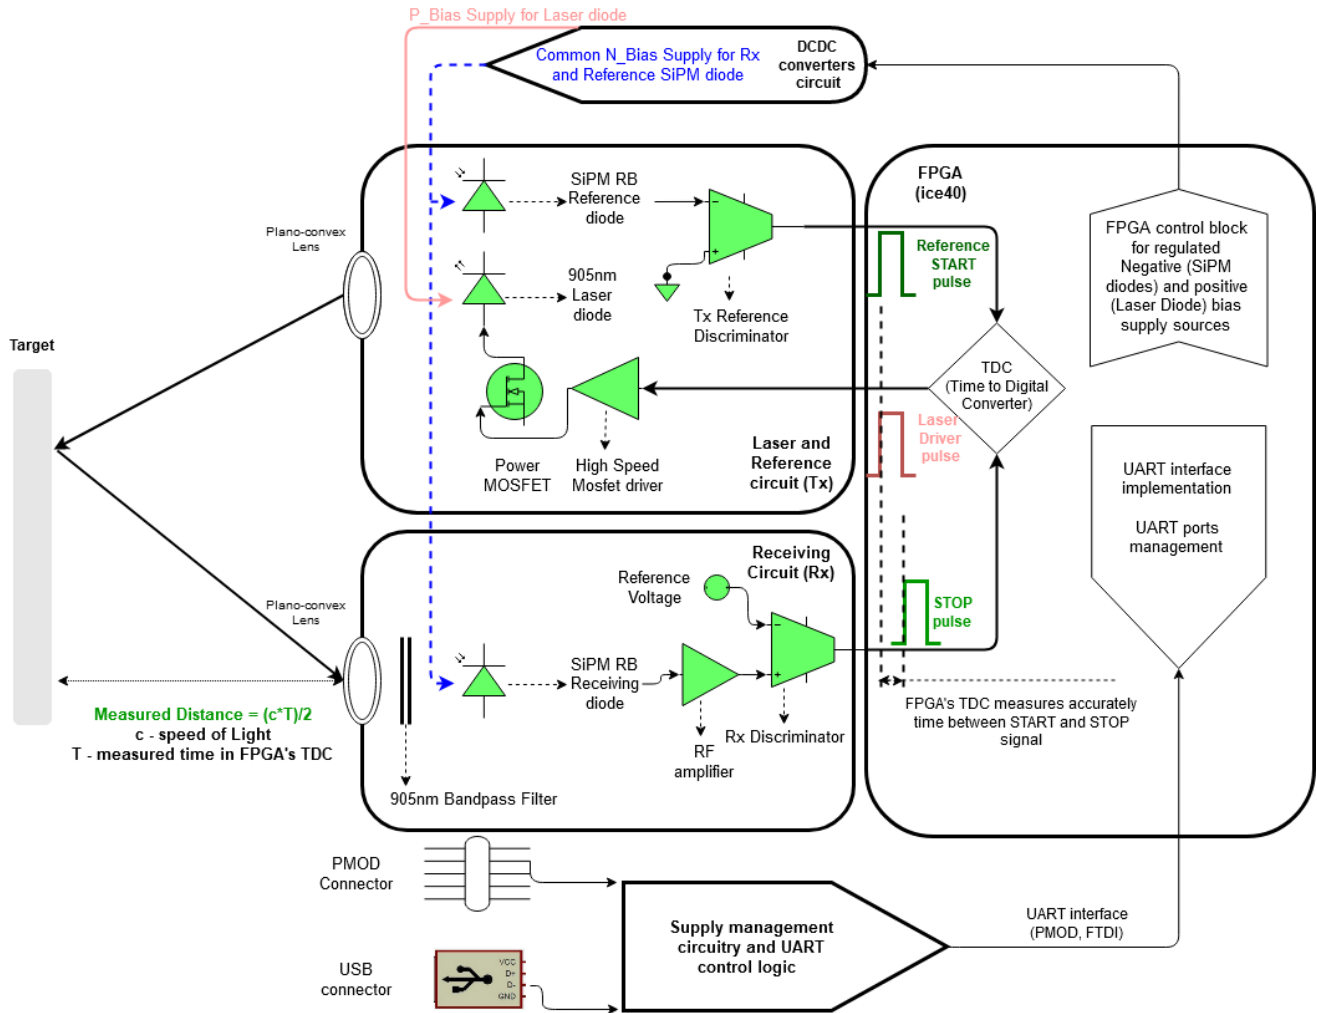 P_Bias Supply for Laser diode
Common N_Bias Supply for Rx
and Reference SiPM diode
DCDC
converters
circuit
SiPM RB
Reference
diode
FPGA
(ice40)
Plano-convex
Lens
905nm
Laser
diode
Tx Reference
Discriminator
Reference
START
pulse
FPGA control block
for regulated
Negative (SiPM
diodes) and positive
(Laser Diode) bias
supply sources
Target
TDC
(Time to Digital
Converter)
Laser
Driver
pulse
Power
MOSFET
High Speed
Mosfet driver
Laser and
Reference
circuit (Tx)
UART interface
implementation
UART ports
management
Receiving
Circuit (Rx)
Reference
Voltage
Plano-convex
Lens
STOP
pulse
SiPM RB
Receiving
diode
Measured Distance = (c*T)/2
c - speed of Light
T - measured time in FPGA's TDC
RF
amplifier
Rx Discriminator
FPGA's TDC measures accurately
time between START and STOP
signal
905nm Bandpass Filter
PMOD
Connector
Supply management
circuitry and UART
control logic
UART interface
(PMOD, FTDI)
USB
connector
VCC
D+
D-
GND